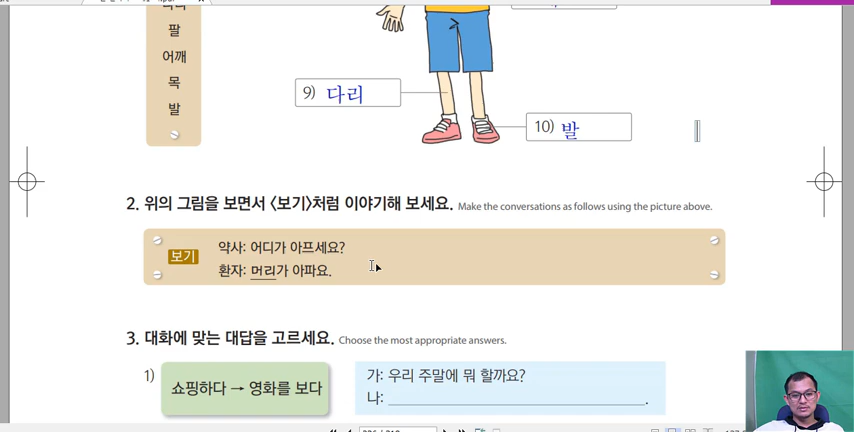 팔
어깨
목
발
9) 다리
10) 발
2. 위의 그림을 보면서 〈보기〉처럼 이야기해 보세요. Make the conversations as follows using the picture above.
보기
약사: 어디가 아프세요?
환자: 머리가 아파요.
3. 대화에 맞는 대답을 고르세요. Choose the most appropriate answers.
1)
쇼핑하다 → 영화를 보다
가: 우리 주말에 뭐 할까요?
나: